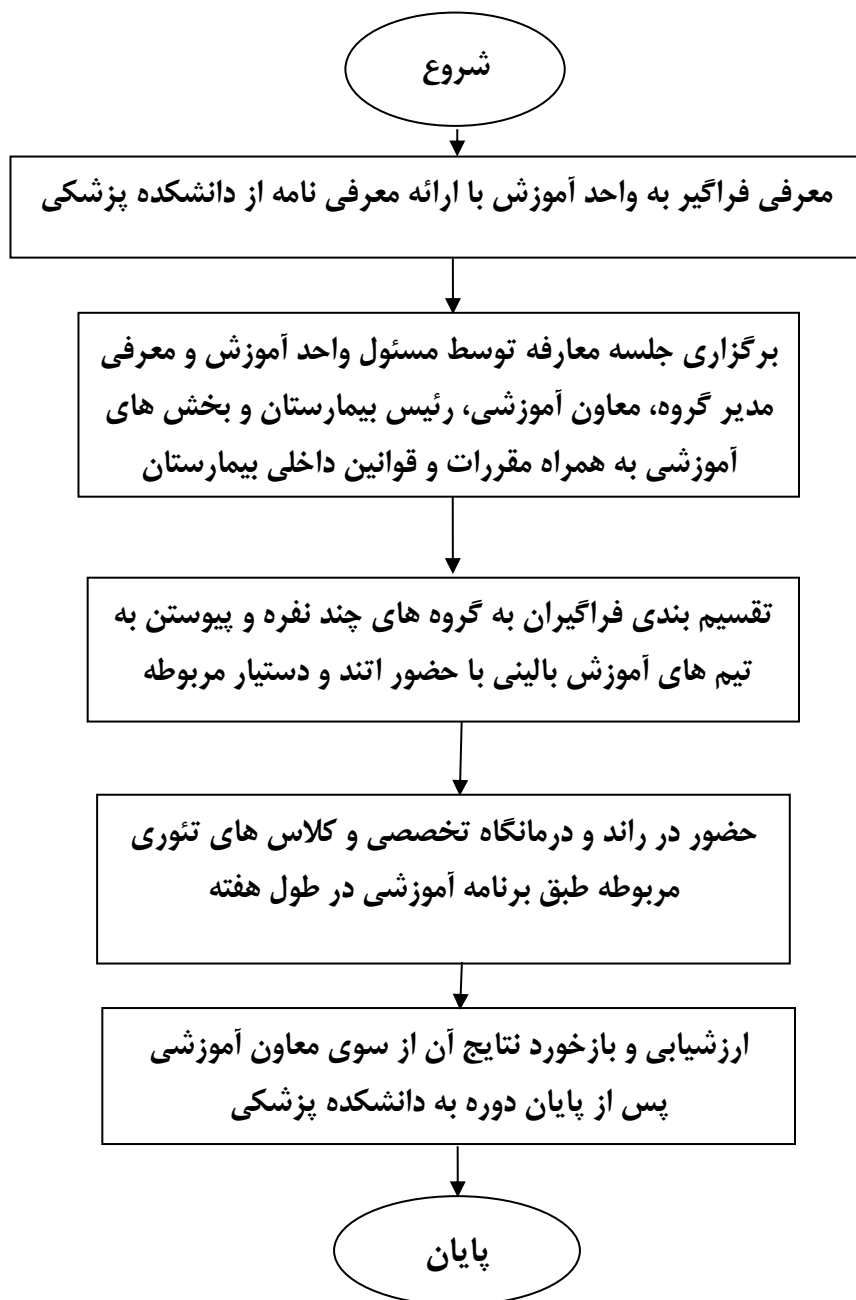 شروع
معرفی فراگیر به واحد آموزش با ارائه معرفی نامه از دانشکده پزشکی
برگزاری جلسه معارفه توسط مسئول واحد آموزش و معرفی
مدیر گروه، معاون آموزشی، رئیس بیمارستان و بخش های
آموزشی به همراه مقررات و قوانین داخلی بیمارستان
تقسیم بندی فراگیران به گروه های چند نفره و پیوستن به
تیم های آموزش بالینی با حضور اتند و دستیار مربوطه
حضور در راند و درمانگاه تخصصی و کلاس های تئوری
مربوطه طبق برنامه آموزشی در طول هفته
ارزشیابی و بازخورد نتایج آن از سوی معاون آموزشی
پس از پایان دوره به دانشکده پزشکی
پایان